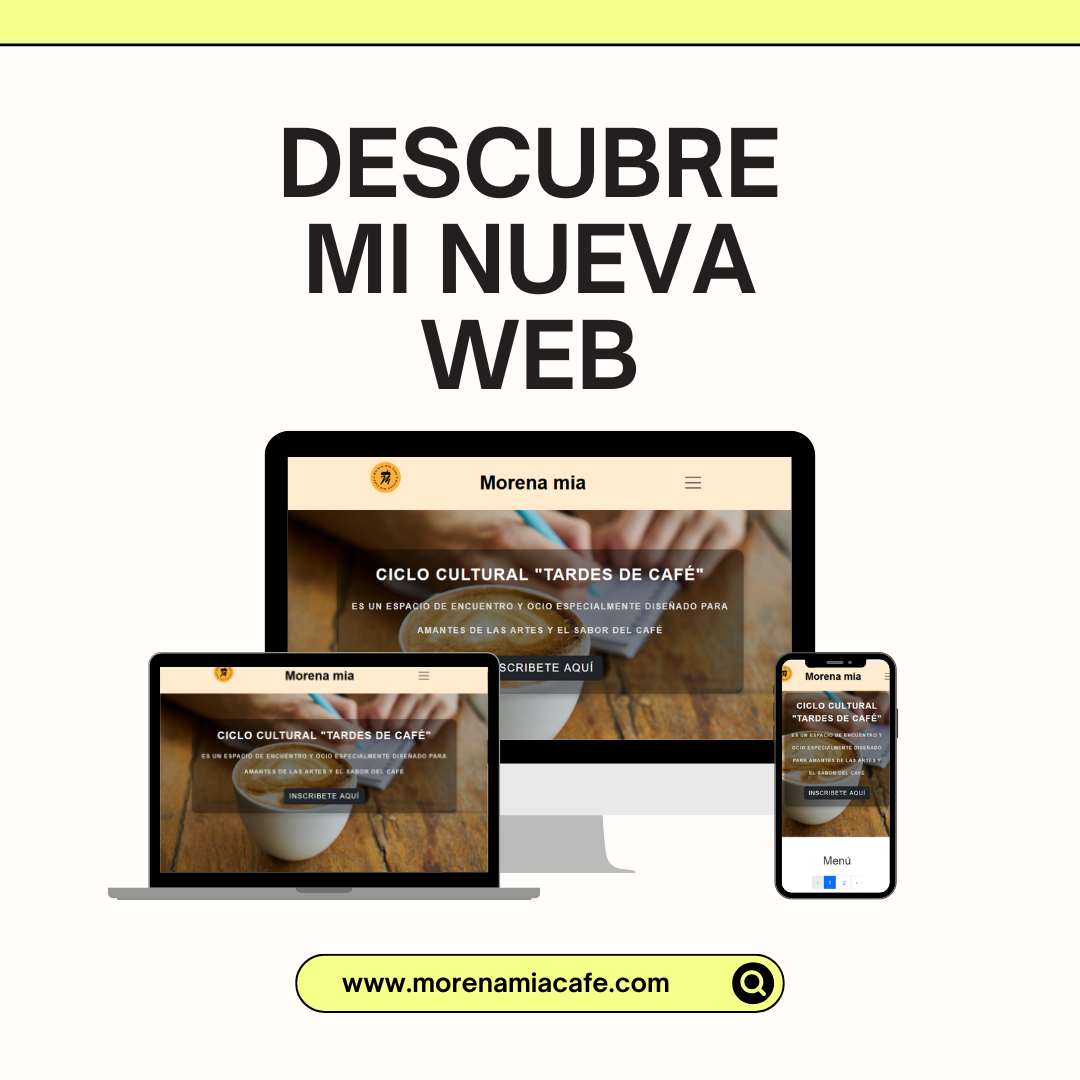 DESCUBRE
MI NUEVA
WEB
Morena mia
CICLO CULTURAL "TARDES DE CAFÉ"
ES UN ESPACIO DE ENCUENTRO Y OCIO ESPECIALMENTE DISEÑADO PARA
AMANTES DE LAS ARTES Y EL SABOR DEL CAFÉ
SCRIBETE AQUÍ
Morena mia
CICLO CULTURAL "TARDES DE CAFÉ"
ES UN ESPACIO DE ENCUENTRO Y OCIO ESPECIALMENTE DISEÑADO PARA
AMANTES DE LAS ARTES Y EL SABOR DEL CAFÉ
INSCRIBETE AQUÍ
Morena mia
CICLO CULTURAL
"TARDES DE CAFÉ"
ES UN ESPACIO DE ENCUENTRO Y
OCIO ESPECIALMENTE DISEÑADO
PARA AMANTES DE LAS ARTES Y
EL SABOR DEL CAFÉ
INSCRIBETE AQUÍ
Menú
‹ 1 2 ›
www.morenamiacafe.com